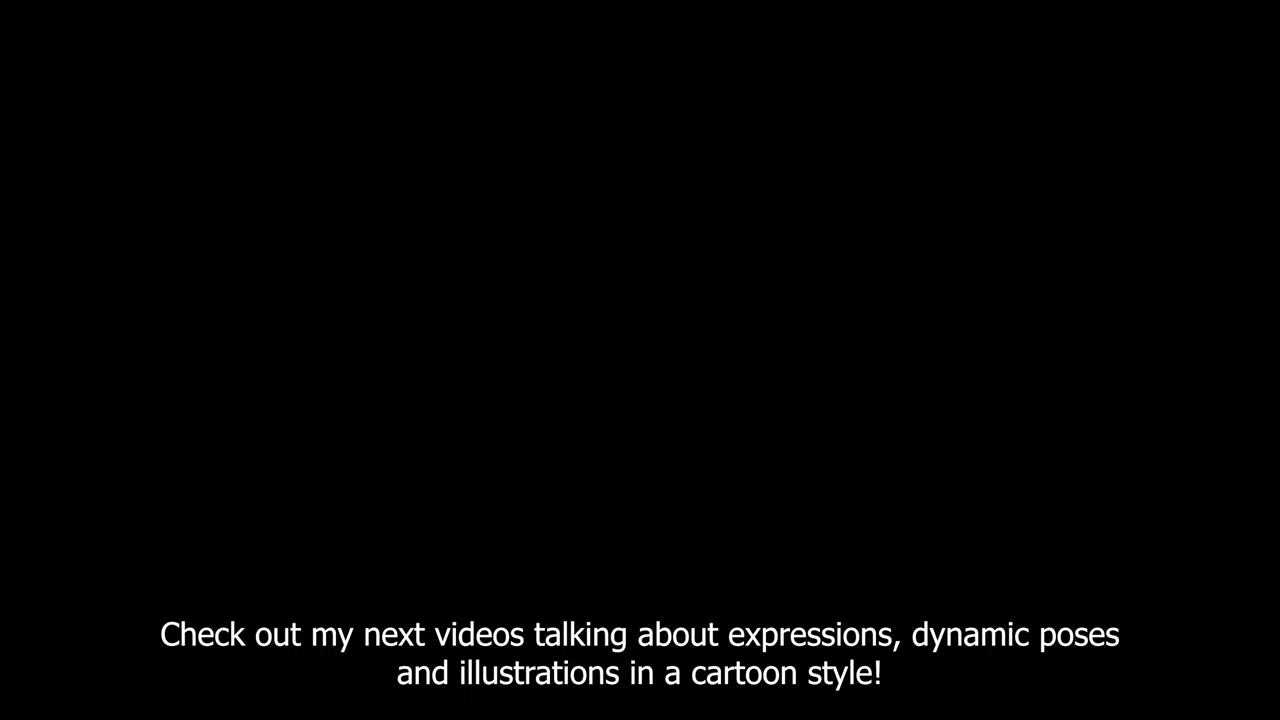 Check out my next videos talking about expressions, dynamic poses
and illustrations in a cartoon style!